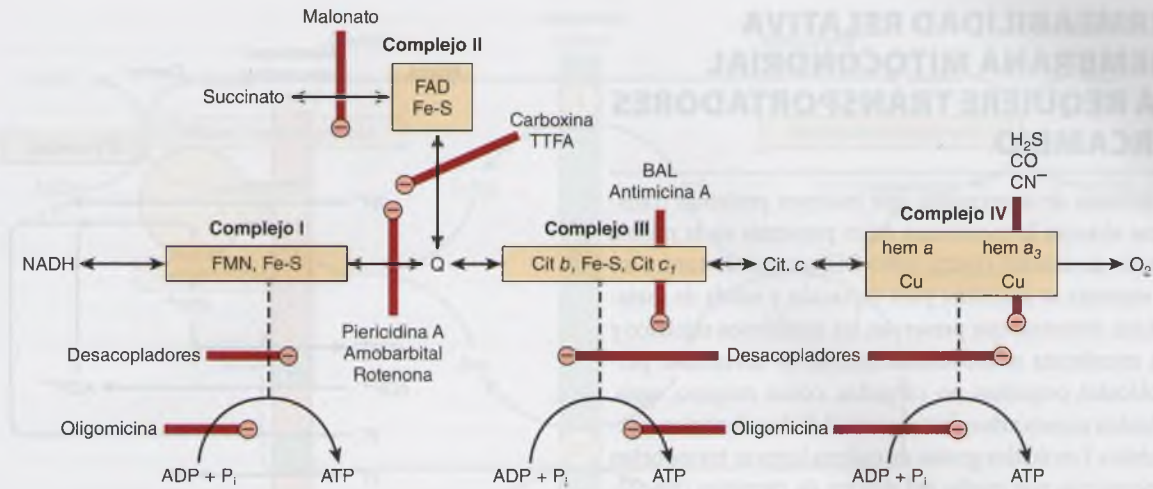 Malonato
Complejo II
Succinato
FAD
Fe-S
Carboxina
TTFA
H₂S
CO
CN⁻
BAL
Antimicina A
Complejo I
Complejo III
Complejo IV
NADH
FMN, Fe-S
Q
Cit b, Fe-S, Cit c₁
Cit. c
hem a
hem a₃
Cu
Cu
O₂
Piericidina A
Amobarbital
Rotenona
Desacopladores
Desacopladores
Oligomicina
Oligomicina
ADP + Pᵢ
ATP
ADP + Pᵢ
ATP
ADP + Pᵢ
ATP